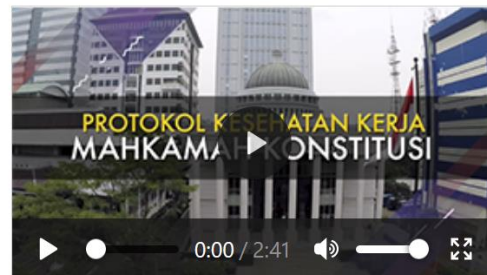 PROTOKOL KESEHATAN KERJA
MAHKAMAH KONSTITUSI
0:00 / 2:41